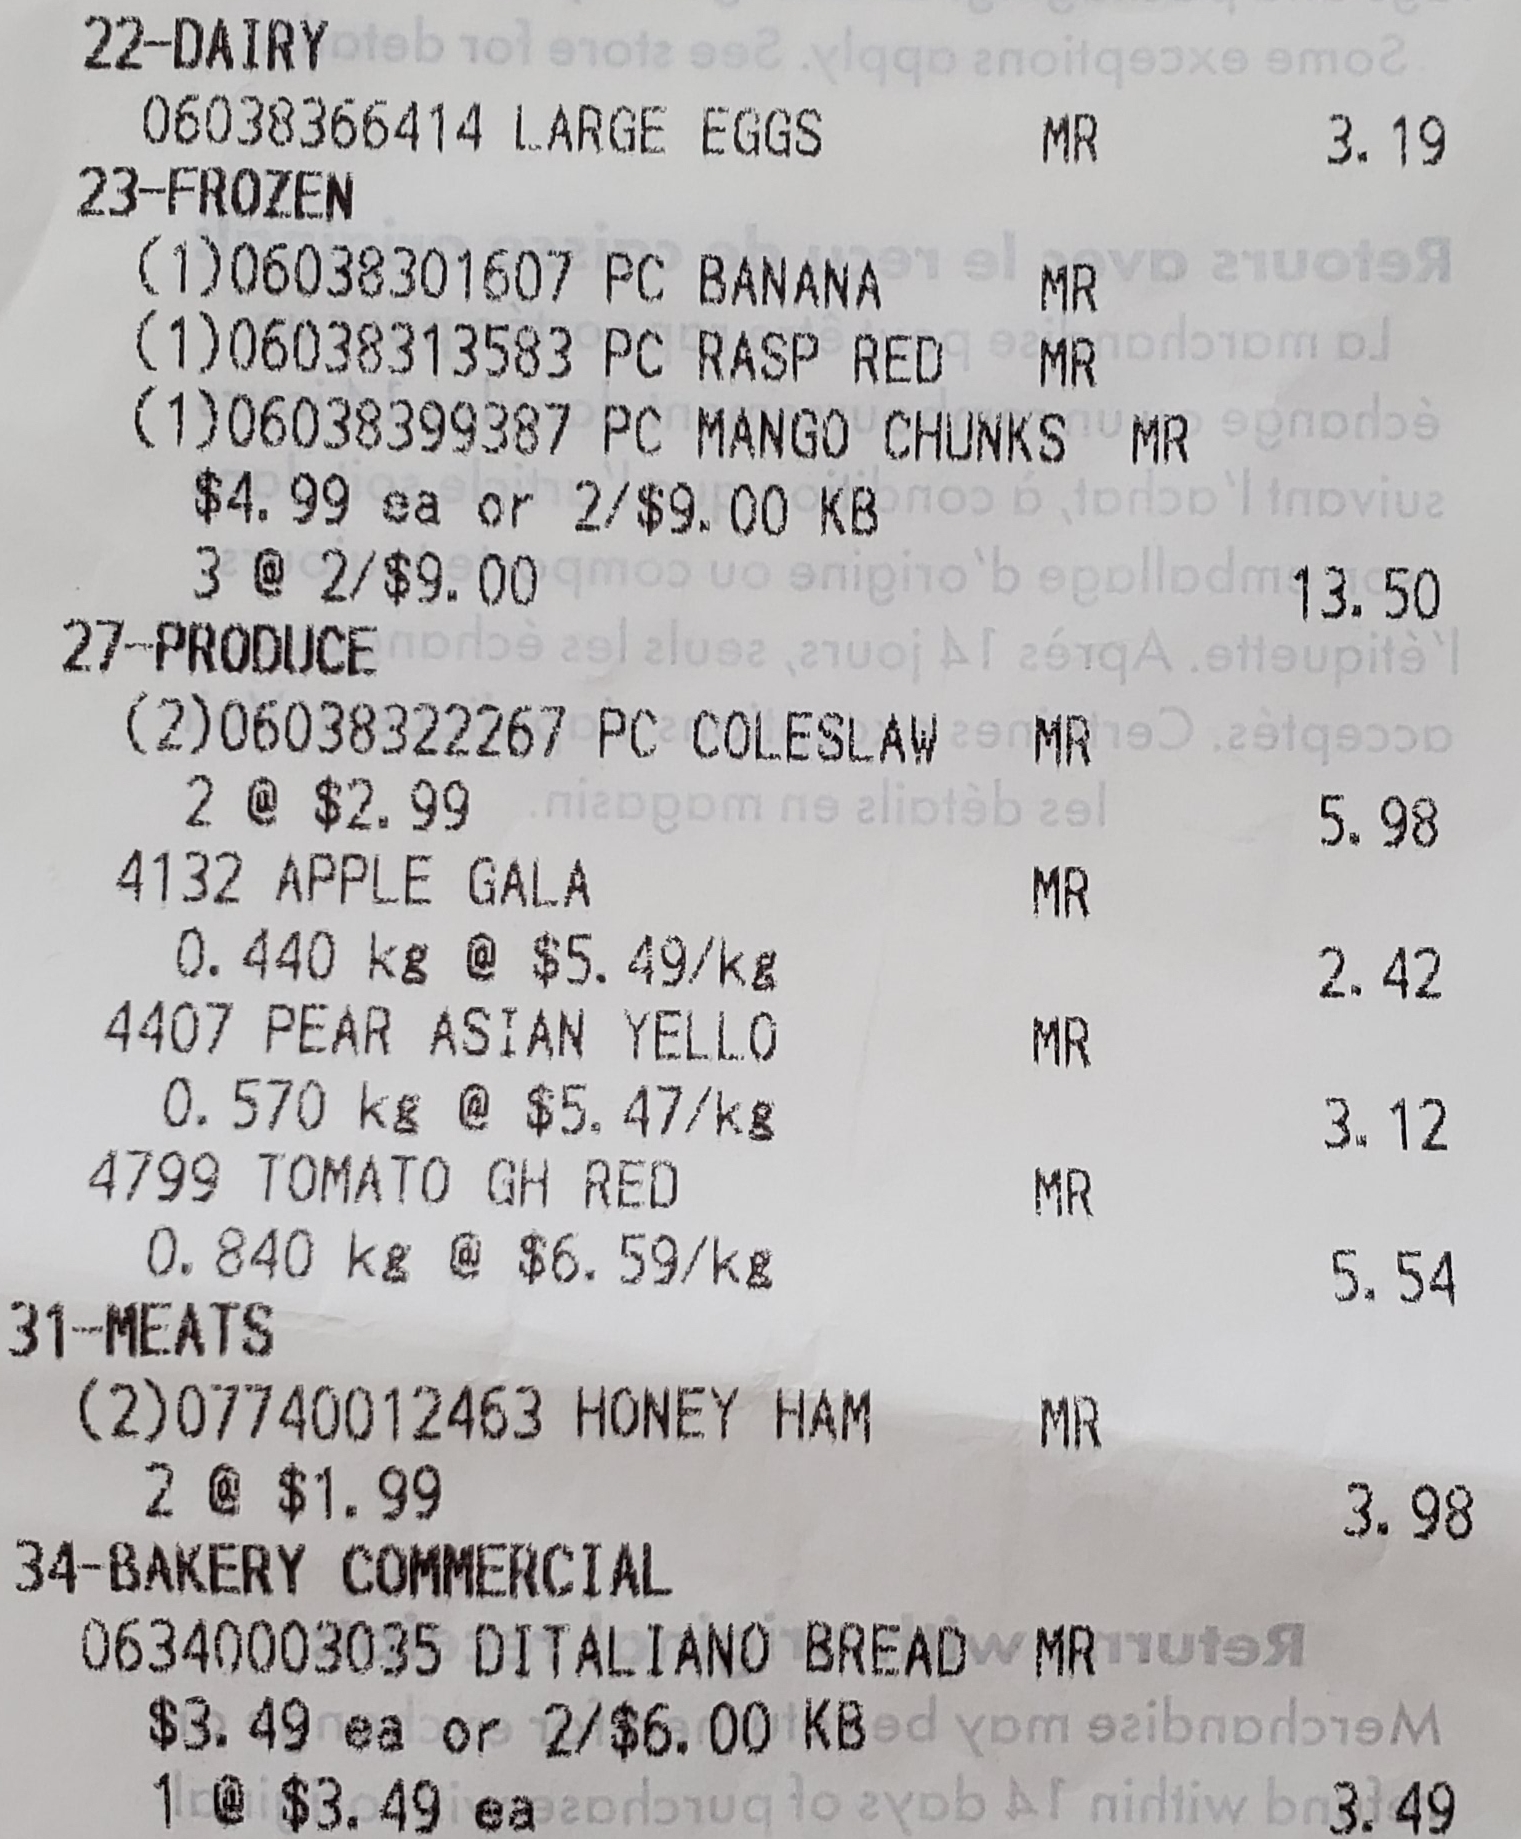 22-DAIRY
06038366414 LARGE EGGS MR 3.19
23-FROZEN
(1)06038301607 PC BANANA MR
(1)06038313583 PC RASP RED MR
(1)06038399387 PC MANGO CHUNKS MR
$4.99 ea or 2/$9.00 KB
3 @ 2/$9.00 13.50
27-PRODUCE
(2)06038322267 PC COLESLAW MR
2 @ $2.99 5.98
4132 APPLE GALA MR
0.440 kg @ $5.49/kg 2.42
4407 PEAR ASIAN YELLO MR
0.570 kg @ $5.47/kg 3.12
4799 TOMATO GH RED MR
0.840 kg @ $6.59/kg 5.54
31-MEATS
(2)07740012463 HONEY HAM MR
2 @ $1.99 3.98
34-BAKERY COMMERCIAL
06340003035 DITALIANO BREAD MR
$3.49 ea or 2/$6.00 KB
1 @ $3.49 ea 3.49